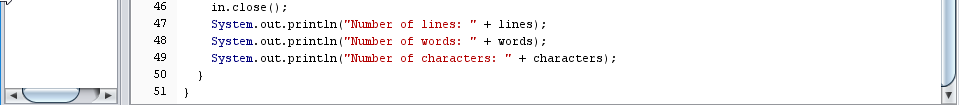 46 in.close();
47 System.out.println("Number of lines: " + lines);
48 System.out.println("Number of words: " + words);
49 System.out.println("Number of characters: " + characters);
50 }
51 }